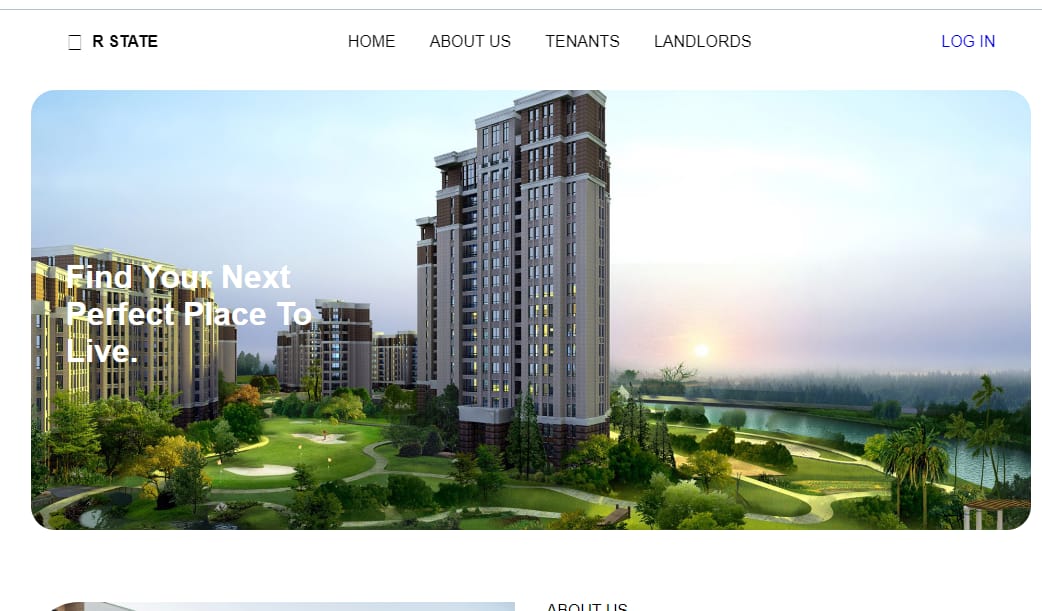 R STATE
HOME ABOUT US TENANTS LANDLORDS
LOG IN
Find Your Next
Perfect Place To
Live.
ABOUT US